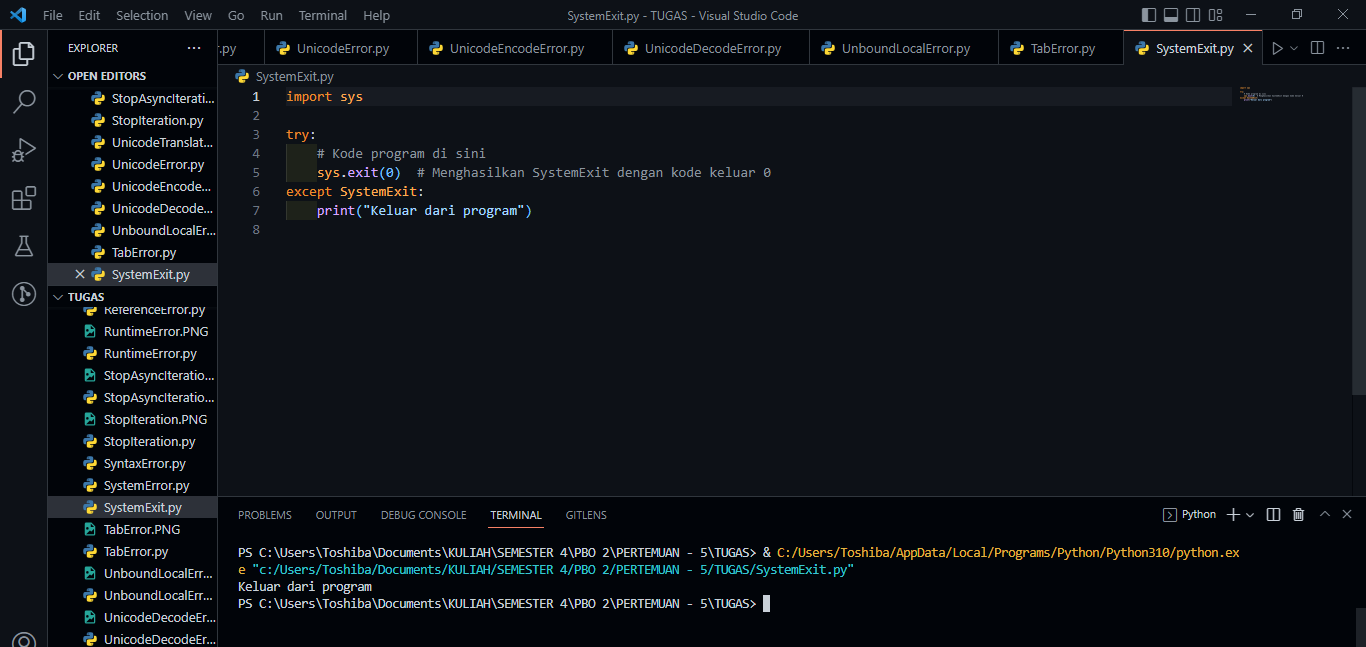 File Edit Selection View Go Run Terminal Help
SystemExit.py - TUGAS - Visual Studio Code
EXPLORER
OPEN EDITORS
StopAsyncIterati...
StopIteration.py
UnicodeTranslat...
UnicodeError.py
UnicodeEncode...
UnicodeDecode...
UnboundLocalEr...
TabError.py
SystemExit.py
TUGAS
ReferenceError.py
RuntimeError.PNG
RuntimeError.py
StopAsyncIteratio...
StopAsyncIteratio...
StopIteration.PNG
StopIteration.py
SyntaxError.py
SystemError.py
SystemExit.py
TabError.PNG
TabError.py
UnboundLocalErr...
UnboundLocalErr...
UnicodeDecodeEr...
UnicodeDecodeEr...
r.py UnicodeError.py UnicodeEncodeError.py UnicodeDecodeError.py UnboundLocalError.py TabError.py SystemExit.py
SystemExit.py
1 import sys
2
3 try:
4 # Kode program di sini
5 sys.exit(0) # Menghasilkan SystemExit dengan kode keluar 0
6 except SystemExit:
7 print("Keluar dari program")
8
PROBLEMS OUTPUT DEBUG CONSOLE TERMINAL GITLENS
Python
PS C:\Users\Toshiba\Documents\KULIAH\SEMESTER 4\PBO 2\PERTEMUAN - 5\TUGAS> & C:/Users/Toshiba/AppData/Local/Programs/Python/Python310/python.ex
e "c:/Users/Toshiba/Documents/KULIAH/SEMESTER 4/PBO 2/PERTEMUAN - 5/TUGAS/SystemExit.py"
Keluar dari program
PS C:\Users\Toshiba\Documents\KULIAH\SEMESTER 4\PBO 2\PERTEMUAN - 5\TUGAS>